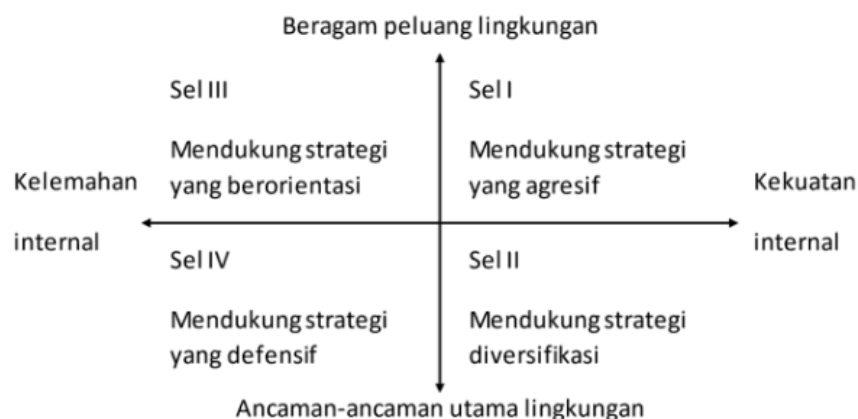 Beragam peluang lingkungan
Sel III
Mendukung strategi
yang berorientasi
Sel I
Mendukung strategi
yang agresif
Kelemahan
internal
Kekuatan
internal
Sel IV
Mendukung strategi
yang defensif
Sel II
Mendukung strategi
diversifikasi
Ancaman-ancaman utama lingkungan